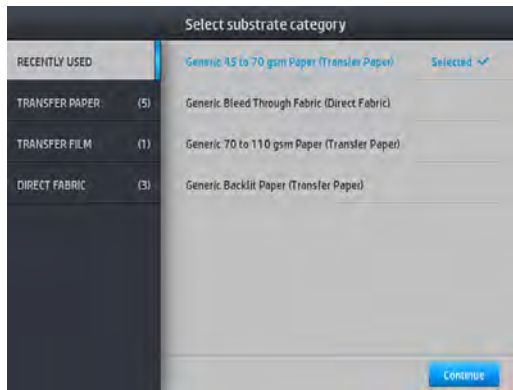 Select substrate category
RECENTLY USED
TRANSFER PAPER (5)
TRANSFER FILM (1)
DIRECT FABRIC (3)
Generic 45 to 70 gsm Paper (Transfer Paper) Selected ✓
Generic Bleed Through Fabric (Direct Fabric)
Generic 70 to 110 gsm Paper (Transfer Paper)
Generic Backlit Paper (Transfer Paper)
Continue